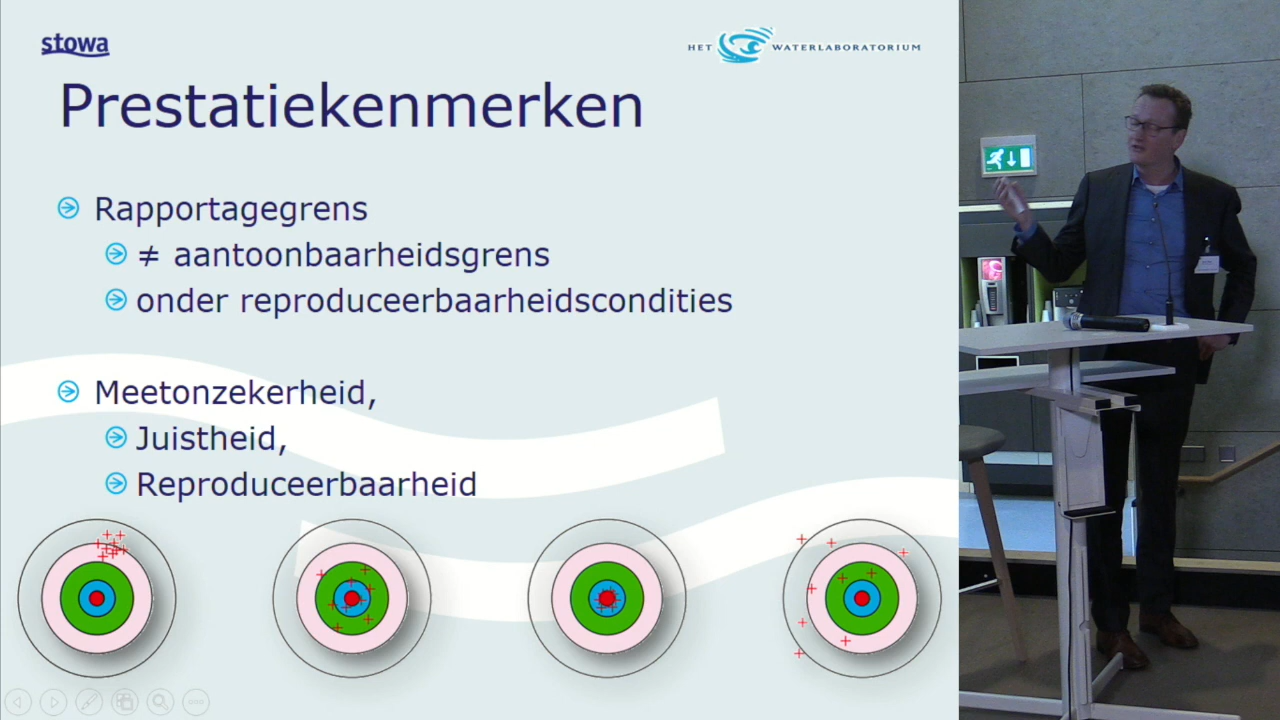 stowa
HET WATERLABORATORIUM
Prestatiekenmerken
Rapportagegrens
≠ aantoonbaarheidsgrens
onder reproduceerbaarheidscondities
Meetonzekerheid,
Juistheid,
Reproduceerbaarheid